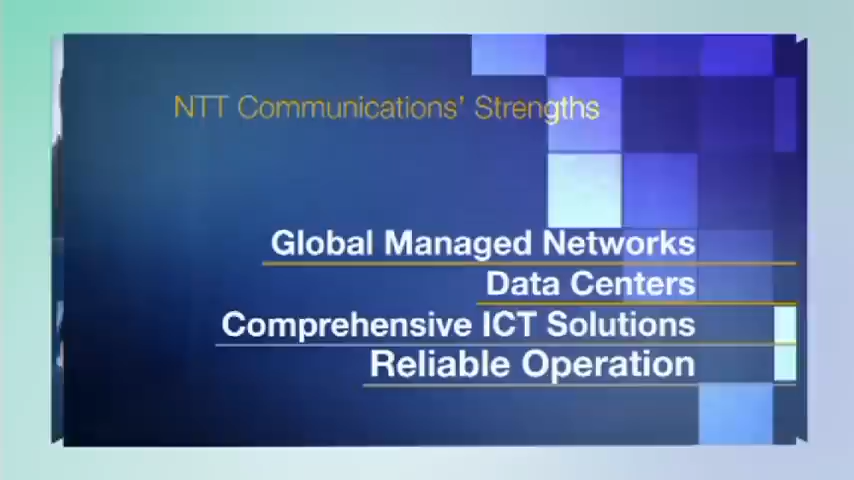 NTT Communications' Strengths
Global Managed Networks
Data Centers
Comprehensive ICT Solutions
Reliable Operation